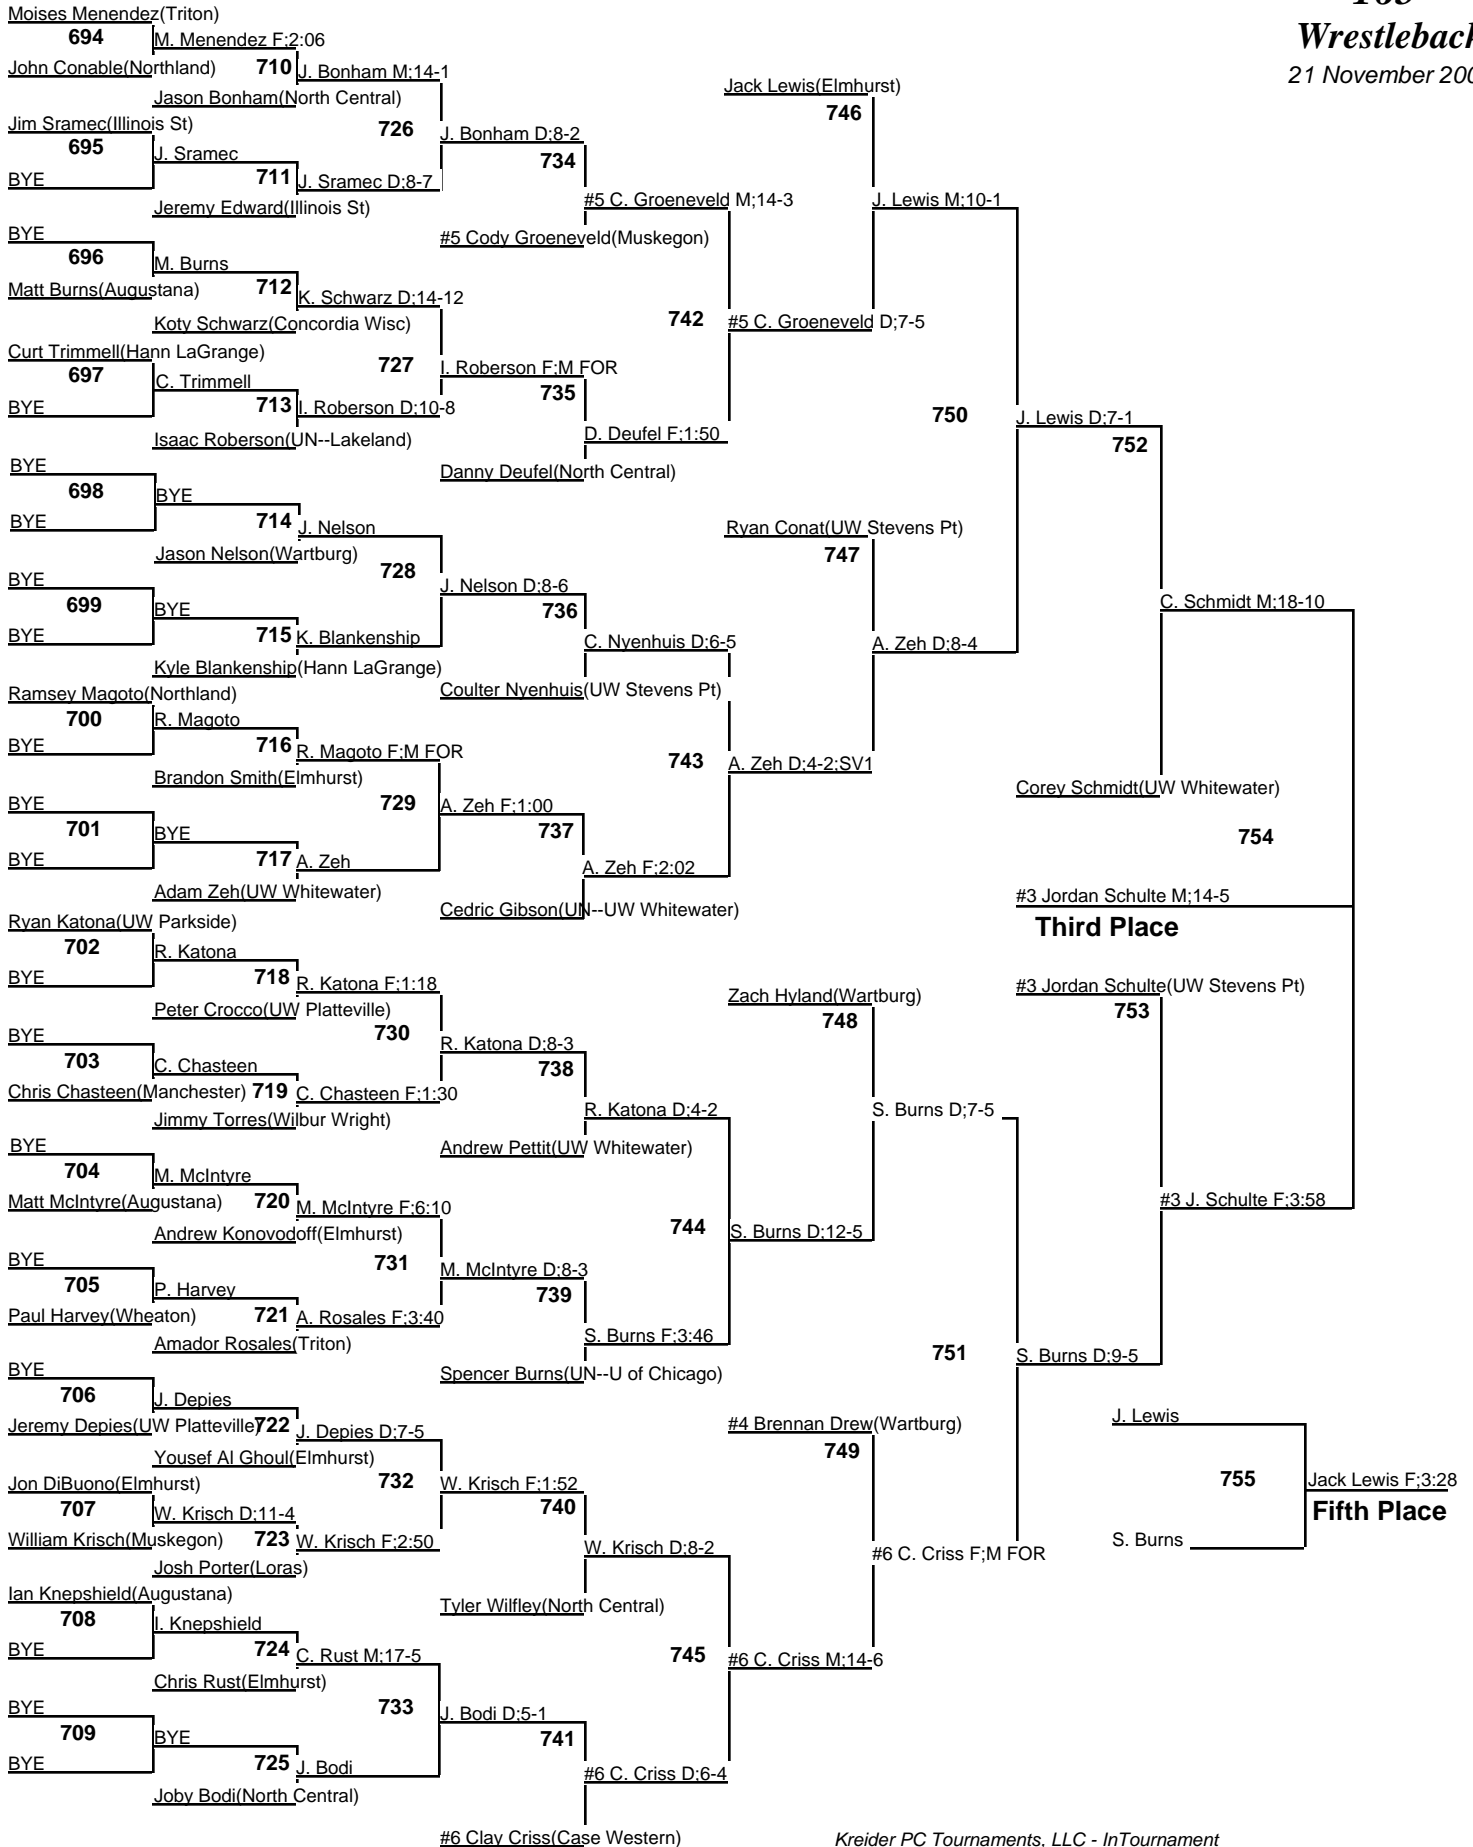 Wrestleback
21 November 200
Moises Menendez(Triton)
694
M. Menendez F;2:06
John Conable(Northland)
710
J. Bonham M;14-1
Jason Bonham(North Central)
Jim Sramec(Illinois St)
726
J. Bonham D;8-2
695
J. Sramec
734
BYE
711
J. Sramec D;8-7
Jeremy Edward(Illinois St)
#5 C. Groeneveld M;14-3
BYE
#5 Cody Groeneveld(Muskegon)
696
M. Burns
Matt Burns(Augustana)
712
K. Schwarz D;14-12
Koty Schwarz(Concordia Wisc)
742
#5 C. Groeneveld D;7-5
Curt Trimmell(Hann LaGrange)
727
I. Roberson F;M FOR
697
C. Trimmell
735
BYE
713
I. Roberson D;10-8
Isaac Roberson(UN--Lakeland)
D. Deufel F;1:50
Danny Deufel(North Central)
Jack Lewis(Elmhurst)
746
J. Lewis M;10-1
750
J. Lewis D;7-1
752
BYE
698
BYE
BYE
714
J. Nelson
Jason Nelson(Wartburg)
728
J. Nelson D;8-6
BYE
699
BYE
736
BYE
715
K. Blankenship
C. Nyenhuis D;6-5
Kyle Blankenship(Hann LaGrange)
Coulter Nyenhuis(UW Stevens Pt)
Ramsey Magoto(Northland)
700
R. Magoto
BYE
716
R. Magoto F;M FOR
743
A. Zeh D;4-2;SV1
Brandon Smith(Elmhurst)
729
A. Zeh F;1:00
BYE
701
BYE
737
BYE
717
A. Zeh
A. Zeh F;2:02
Adam Zeh(UW Whitewater)
Cedric Gibson(UN--UW Whitewater)
Ryan Conat(UW Stevens Pt)
747
A. Zeh D;8-4
C. Schmidt M;18-10
Corey Schmidt(UW Whitewater)
754
#3 Jordan Schulte M;14-5
Third Place
Ryan Katona(UW Parkside)
702
R. Katona
BYE
718
R. Katona F;1:18
Peter Crocco(UW Platteville)
730
R. Katona D;8-3
BYE
703
C. Chasteen
738
Chris Chasteen(Manchester)
719
C. Chasteen F;1:30
Jimmy Torres(Wilbur Wright)
R. Katona D;4-2
Andrew Pettit(UW Whitewater)
BYE
704
M. McIntyre
Matt McIntyre(Augustana)
720
M. McIntyre F;6:10
Andrew Konovodoff(Elmhurst)
744
S. Burns D;12-5
BYE
731
M. McIntyre D;8-3
705
P. Harvey
739
Paul Harvey(Wheaton)
721
A. Rosales F;3:40
S. Burns F;3:46
Amador Rosales(Triton)
Spencer Burns(UN--U of Chicago)
Zach Hyland(Wartburg)
748
S. Burns D;7-5
#3 Jordan Schulte(UW Stevens Pt)
753
#3 J. Schulte F;3:58
751
S. Burns D;9-5
BYE
706
J. Depies
Jeremy Depies(UW Platteville)
722
J. Depies D;7-5
Yousef Al Ghoul(Elmhurst)
Jon DiBuono(Elmhurst)
732
W. Krisch F;1:52
707
W. Krisch D;11-4
740
William Krisch(Muskegon)
723
W. Krisch F;2:50
W. Krisch D;8-2
Josh Porter(Loras)
Ian Knepshield(Augustana)
Tyler Wilfley(North Central)
708
I. Knepshield
BYE
724
C. Rust M;17-5
745
#6 C. Criss M;14-6
Chris Rust(Elmhurst)
BYE
733
J. Bodi D;5-1
709
BYE
741
BYE
725
J. Bodi
#6 C. Criss D;6-4
Joby Bodi(North Central)
#6 Clay Criss(Case Western)
#4 Brennan Drew(Wartburg)
749
#6 C. Criss F;M FOR
J. Lewis
755
Jack Lewis F;3:28
Fifth Place
S. Burns
Kreider PC Tournaments, LLC - InTournament